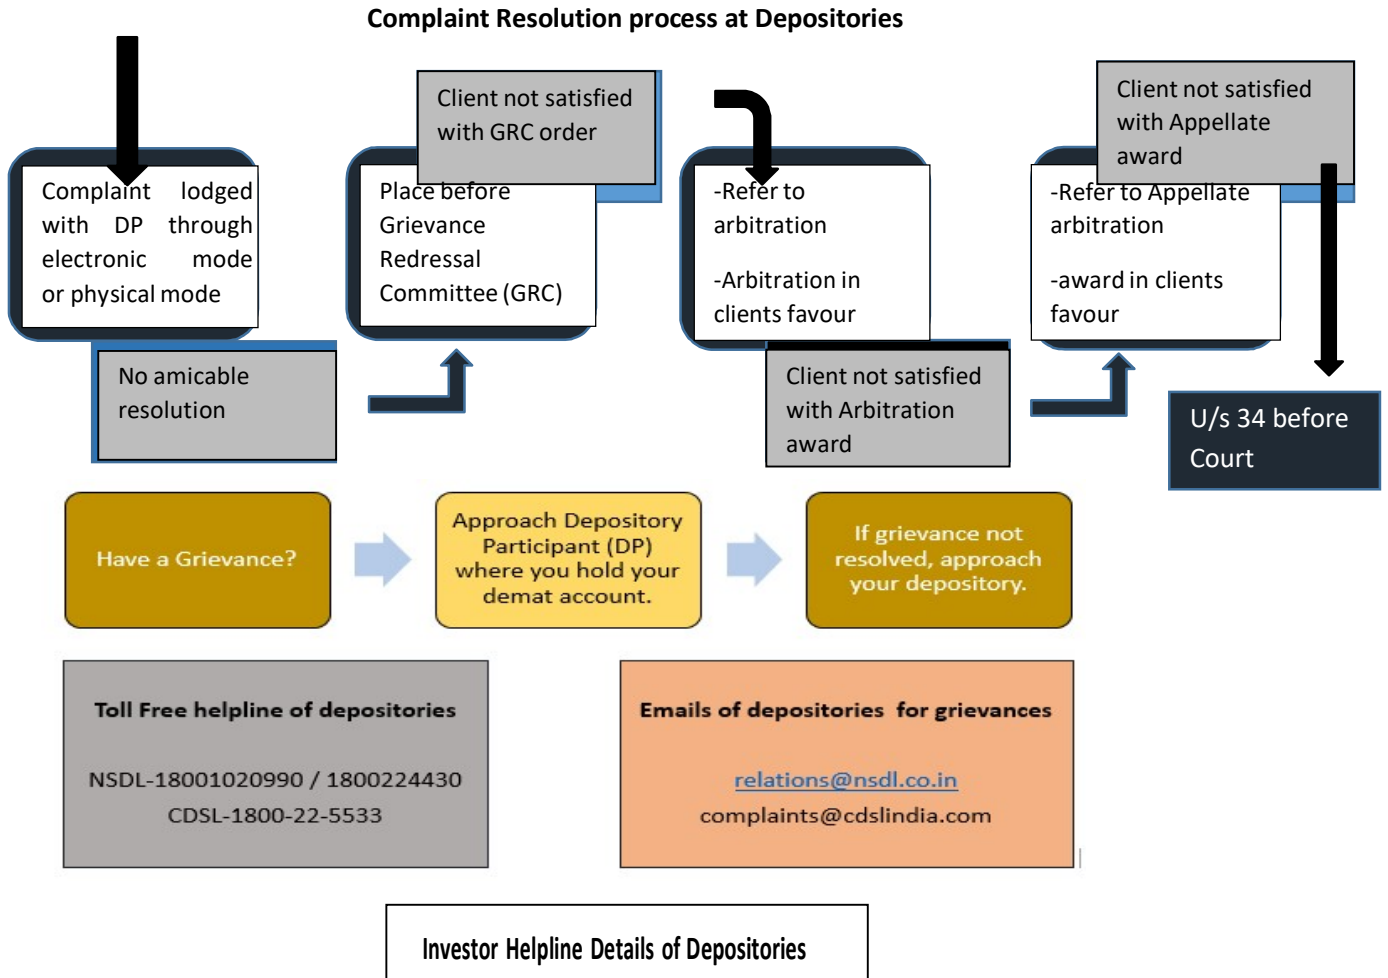 Complaint Resolution process at Depositories
Complaint lodged
with DP through
electronic mode
or physical mode
No amicable
resolution
Place before
Grievance
Redressal
Committee (GRC)
Client not satisfied
with GRC order
-Refer to
arbitration
-Arbitration in
clients favour
Client not satisfied
with Arbitration
award
-Refer to Appellate
arbitration
-award in clients
favour
Client not satisfied
with Appellate
award
U/s 34 before
Court
Have a Grievance?
Approach Depository
Participant (DP)
where you hold your
demat account.
If grievance not
resolved, approach
your depository.
Toll Free helpline of depositories
NSDL-18001020990 / 1800224430
CDSL-1800-22-5533
Emails of depositories for grievances
relations@nsdl.co.in
complaints@cdslindia.com
Investor Helpline Details of Depositories